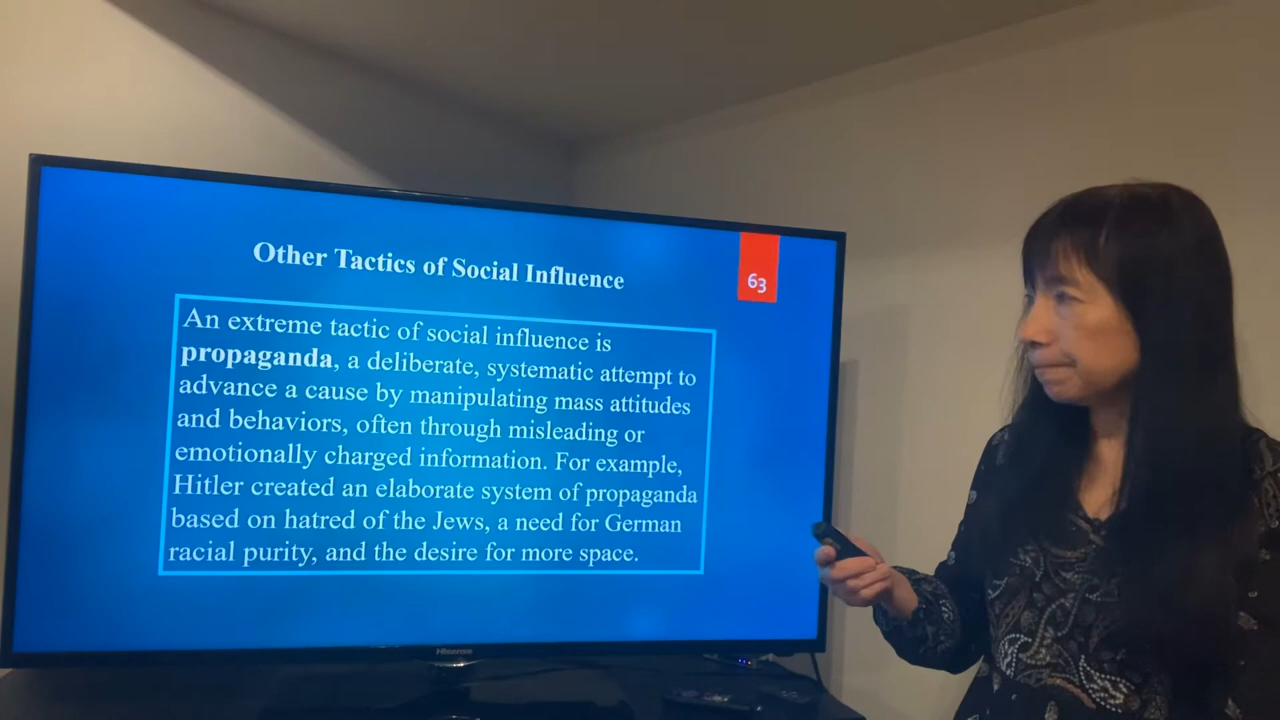 Other Tactics of Social Influence
63
An extreme tactic of social influence is
propaganda, a deliberate, systematic attempt to
advance a cause by manipulating mass attitudes
and behaviors, often through misleading or
emotionally charged information. For example,
Hitler created an elaborate system of propaganda
based on hatred of the Jews, a need for German
racial purity, and the desire for more space.
Hisense